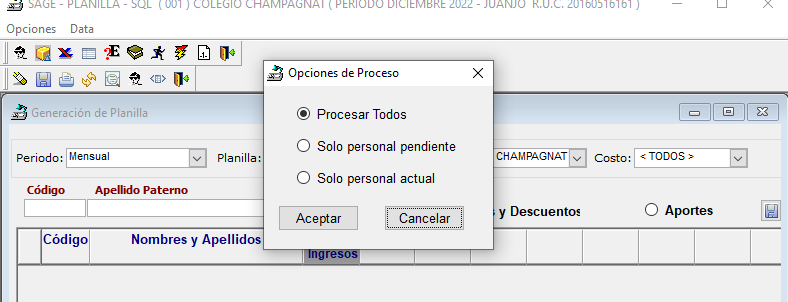 SAGE - PLANILLA - SQL ( 001 ) COLEGIO CHAMPAGNAT ( PERIODO DICIEMBRE 2022 - JUANJO R.U.C. 20160516161 )
Opciones Data
Opciones de Proceso
Generación de Planilla
Procesar Todos
Solo personal pendiente
Solo personal actual
Aceptar Cancelar
Periodo: Mensual Planilla: CHAMPAGNAT Costo: < TODOS >
Código Apellido Paterno
s y Descuentos Aportes
Código Nombres y Apellidos
Ingresos